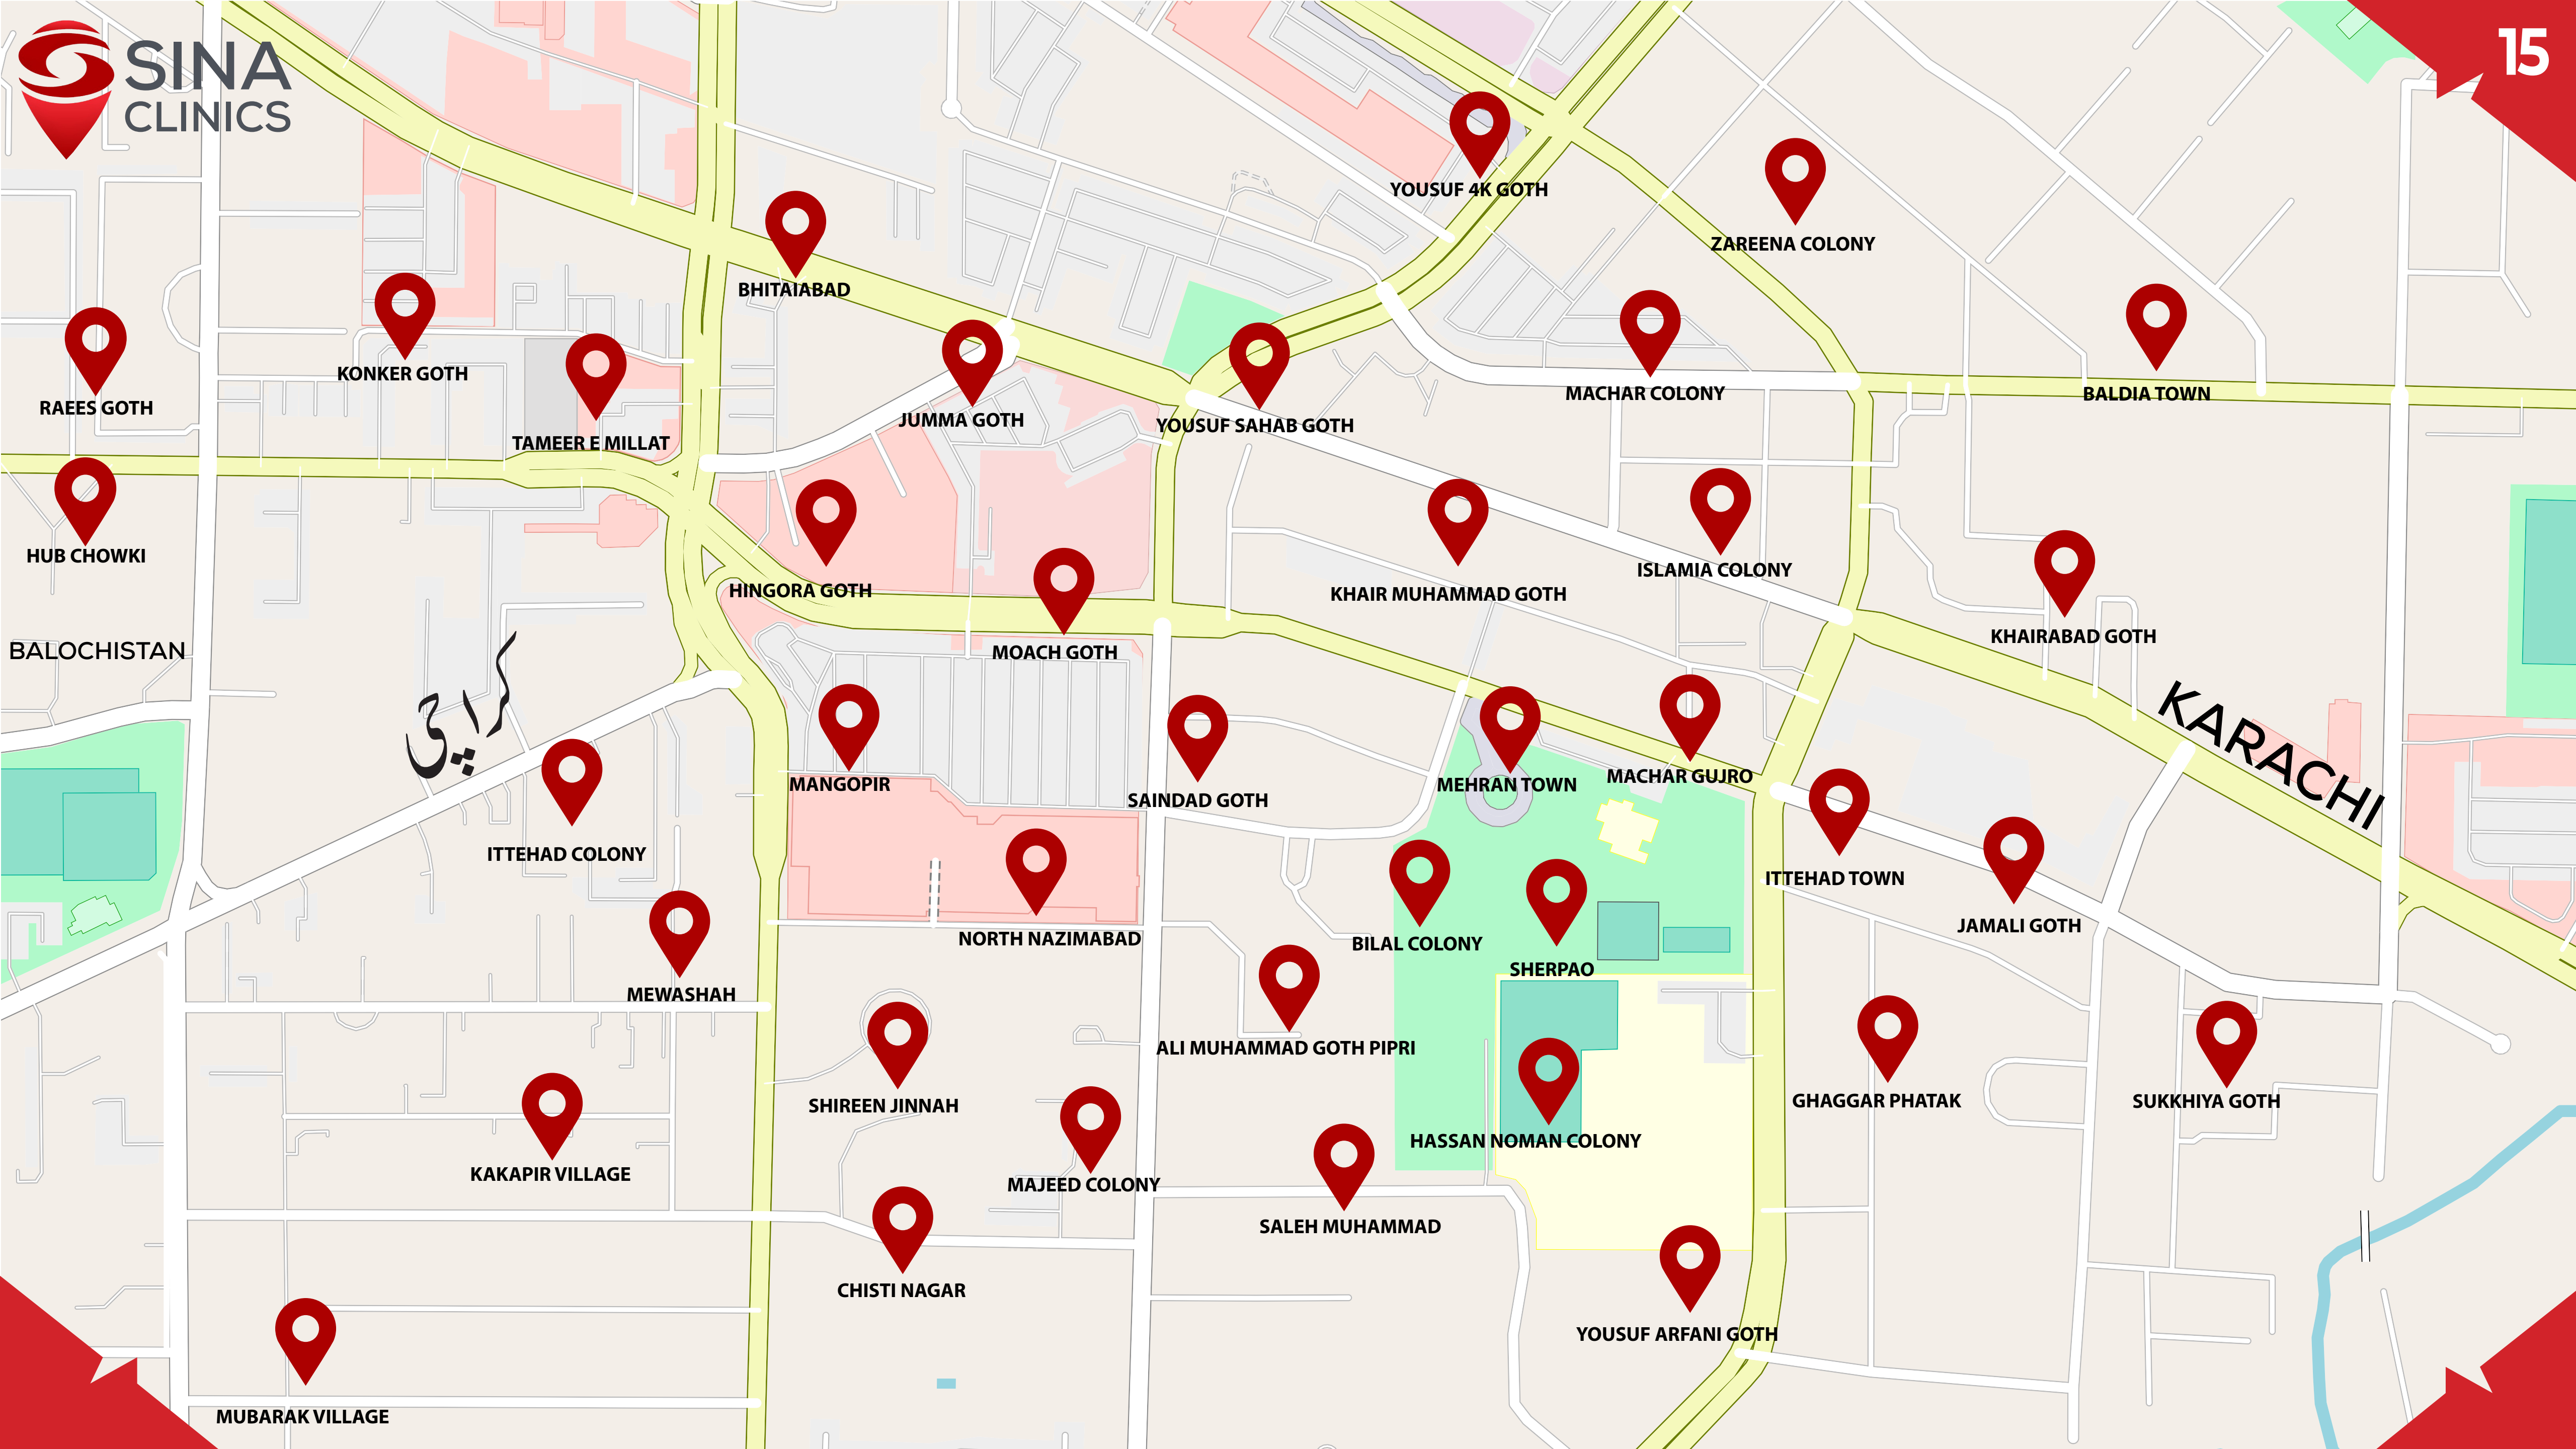 SINA
CLINICS
15
YOUSUF 4K GOTH
ZAREENA COLONY
BHITAIABAD
KONKER GOTH
RAEES GOTH
TAMEER E MILLAT
JUMMA GOTH
YOUSUF SAHAB GOTH
MACHAR COLONY
BALDIA TOWN
HUB CHOWKI
HINGORA GOTH
KHAIR MUHAMMAD GOTH
ISLAMIA COLONY
KHAIRABAD GOTH
BALOCHISTAN
MOACH GOTH
کراچی
KARACHI
MANGOPIR
SAINDAD GOTH
MEHRAN TOWN
MACHAR GUJRO
ITTEHAD COLONY
ITTEHAD TOWN
JAMALI GOTH
NORTH NAZIMABAD
BILAL COLONY
SHERPAO
MEWASHAH
ALI MUHAMMAD GOTH PIPRI
SHIREEN JINNAH
GHAGGAR PHATAK
SUKKHIYA GOTH
HASSAN NOMAN COLONY
KAKAPIR VILLAGE
MAJEED COLONY
SALEH MUHAMMAD
CHISTI NAGAR
YOUSUF ARFANI GOTH
MUBARAK VILLAGE